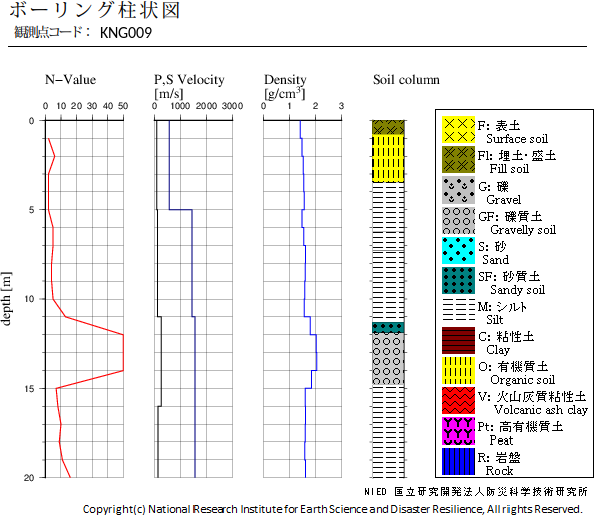 ボーリング柱状図
観測点コード： KNG009
N-Value
P,S Velocity
[m/s]
Density
[g/cm³]
Soil column
0 10 20 30 40 50
0 1000 2000 3000
0 1 2 3
0
5
10
15
20
depth [m]
F: 表土
Surface soil
Fl: 埋土・盛土
Fill soil
G: 礫
Gravel
GF: 礫質土
Gravelly soil
S: 砂
Sand
SF: 砂質土
Sandy soil
M: シルト
Silt
C: 粘性土
Clay
O: 有機質土
Organic soil
V: 火山灰質粘性土
Volcanic ash clay
Pt: 高有機質土
Peat
R: 岩盤
Rock
NIED 国立研究開発法人防災科学技術研究所
Copyright(c) National Research Institute for Earth Science and Disaster Resilience, All rights Reserved.